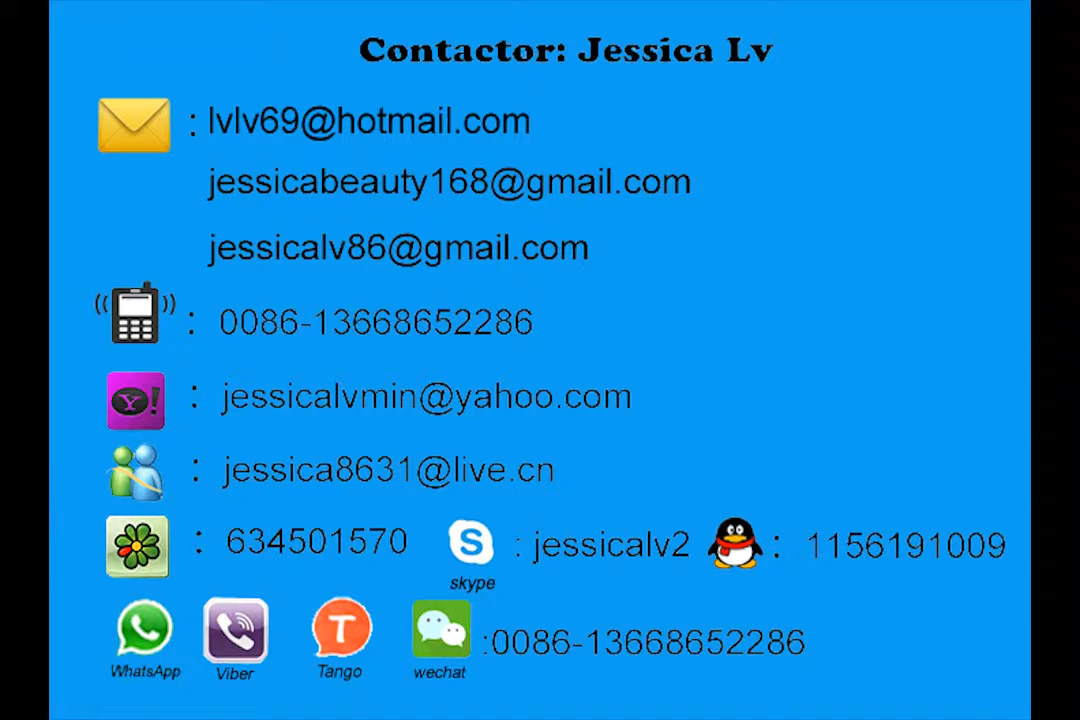 Contactor: Jessica Lv
: lvlv69@hotmail.com
jessicabeauty168@gmail.com
jessicalv86@gmail.com
: 0086-13668652286
Y! : jessicalvmin@yahoo.com
: jessica8631@live.cn
: 634501570 S skype : jessicalv2 : 1156191009
WhatsApp Viber T Tango wechat :0086-13668652286